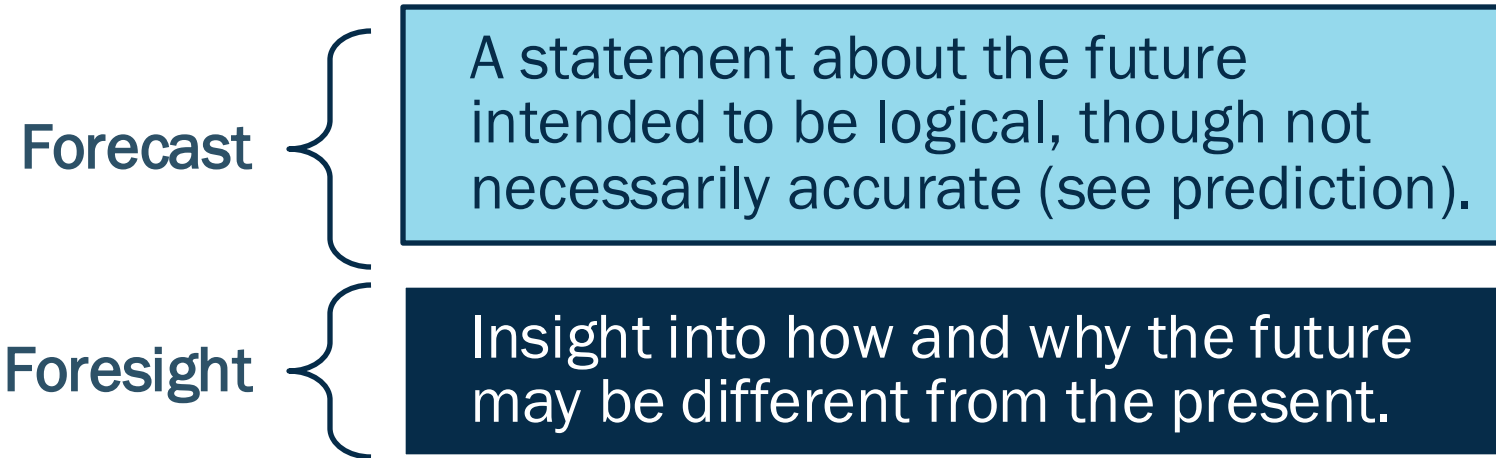 Forecast
A statement about the future
intended to be logical, though not
necessarily accurate (see prediction).
Foresight
Insight into how and why the future
may be different from the present.